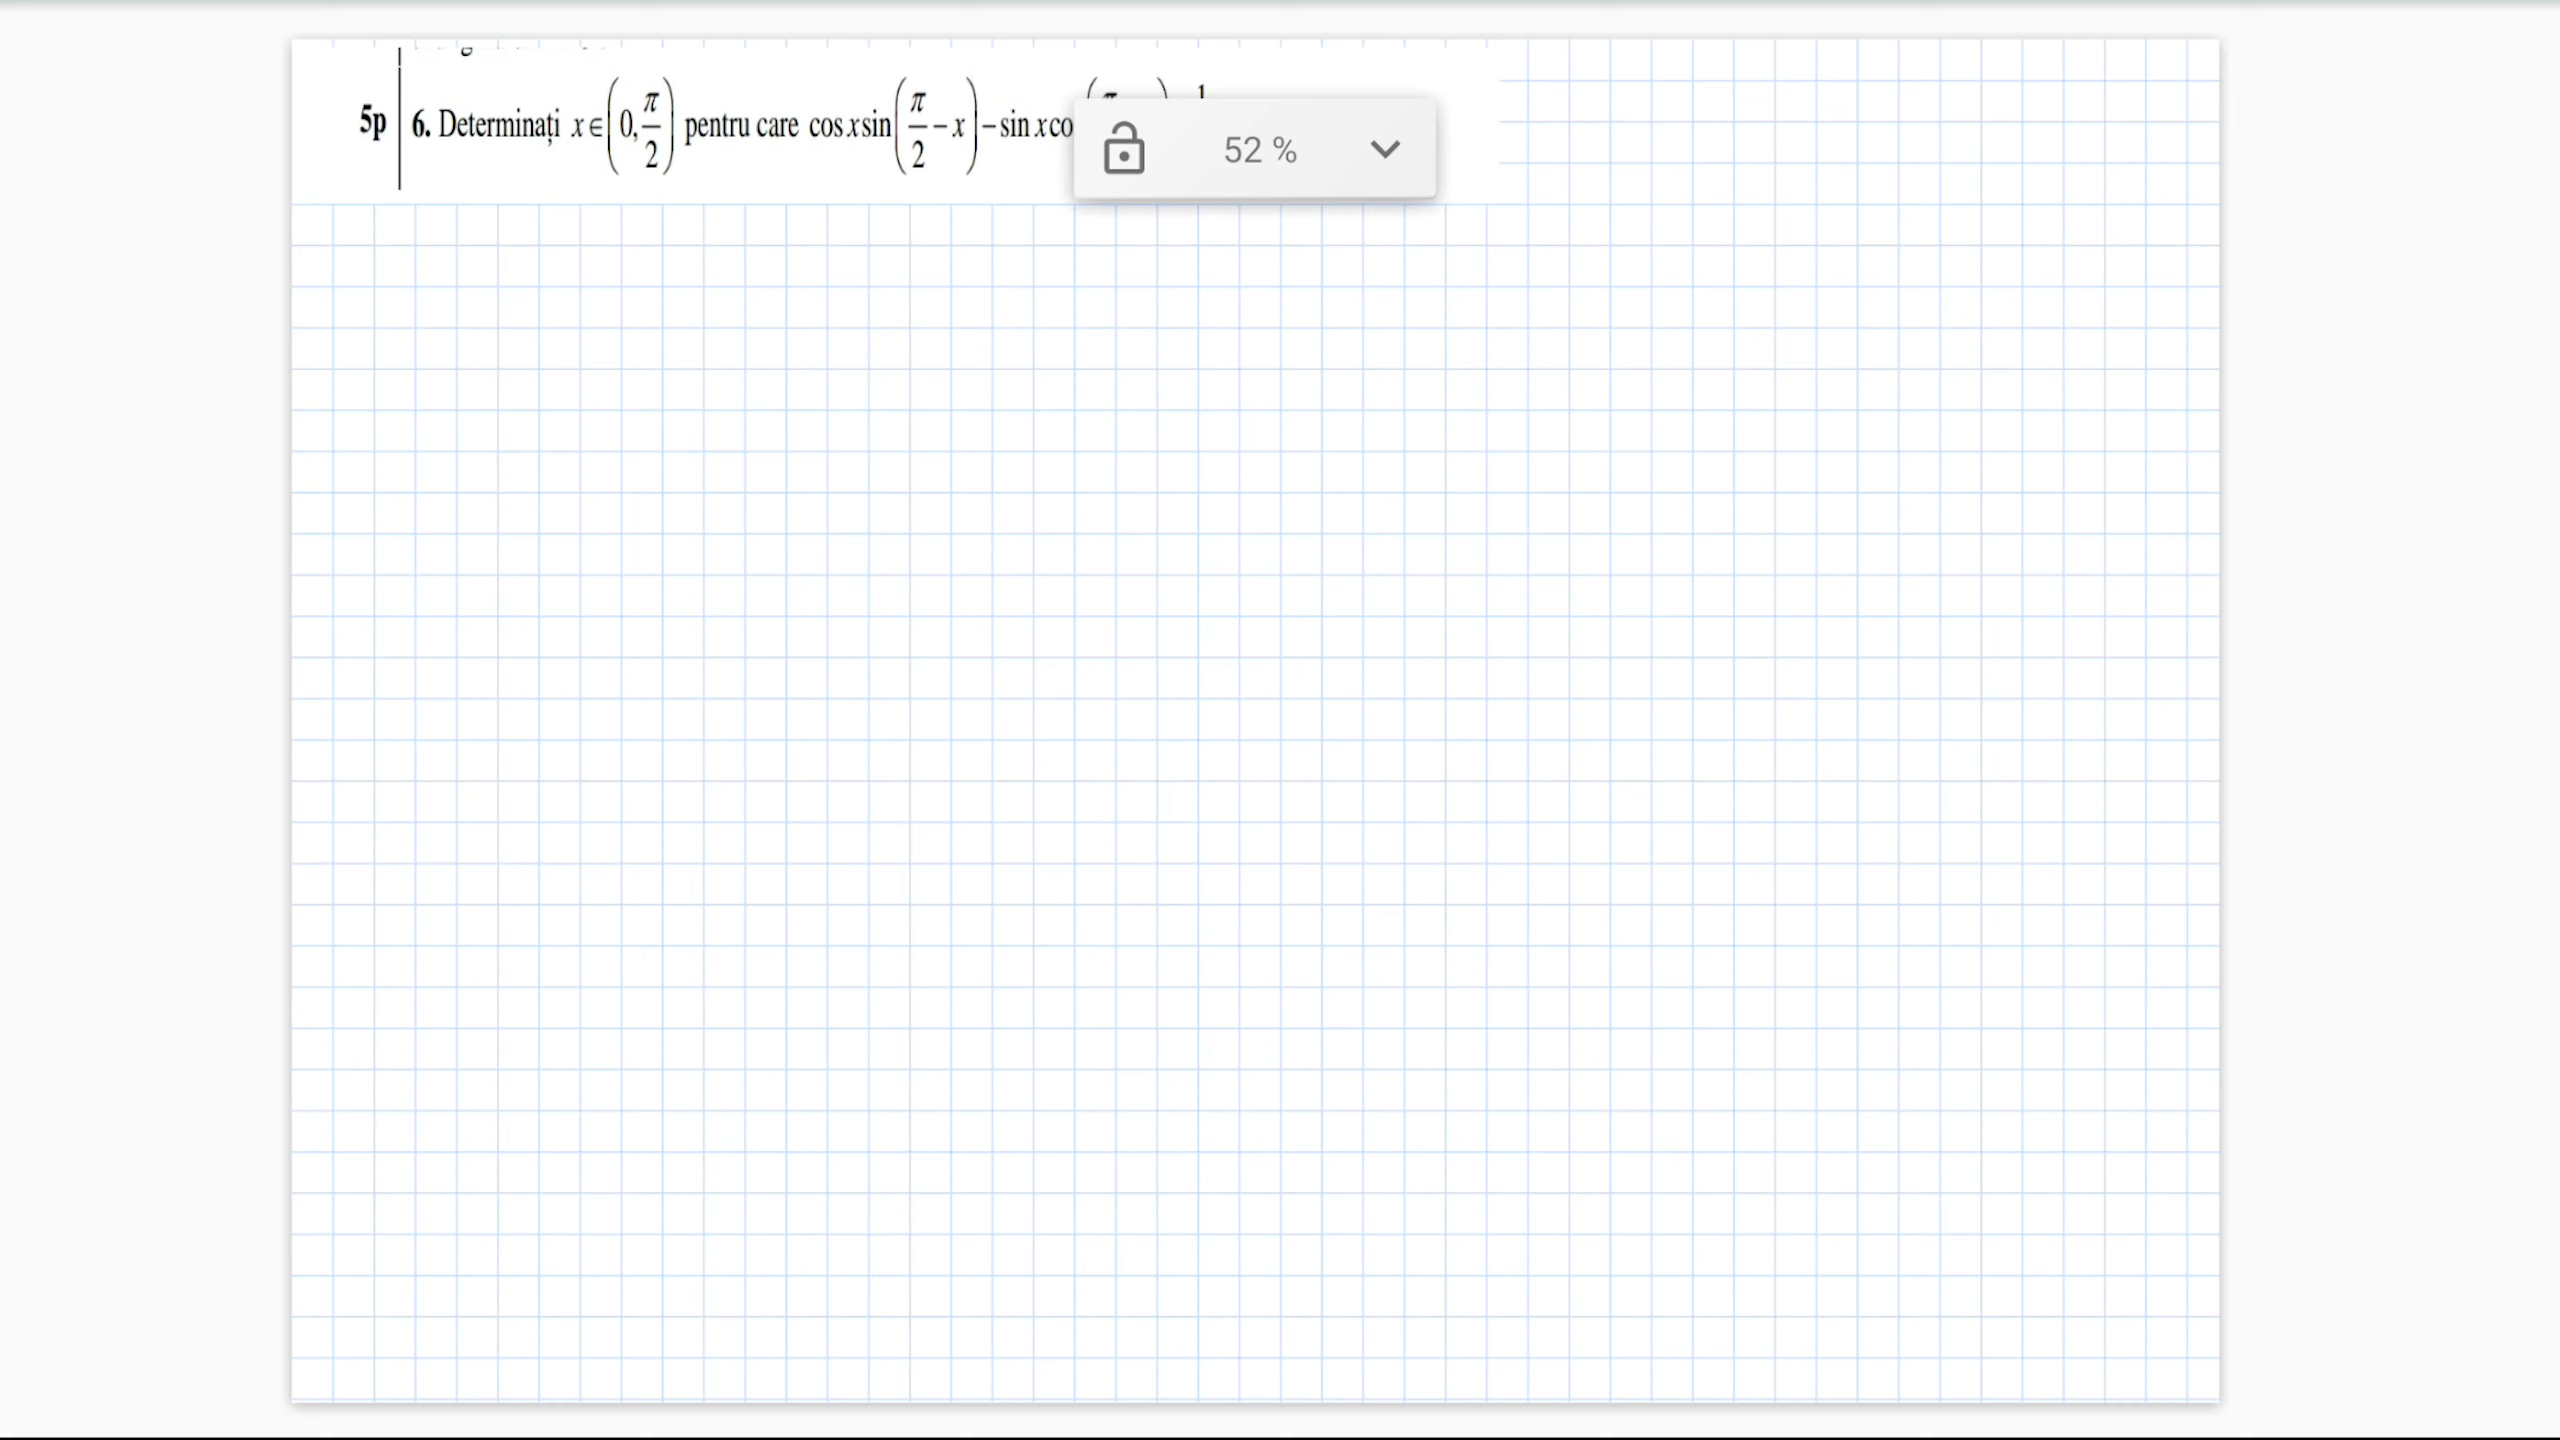 5p 6. Determinați x∈(0, π/2) pentru care cos x sin(π/2 − x) − sin x co
52 %